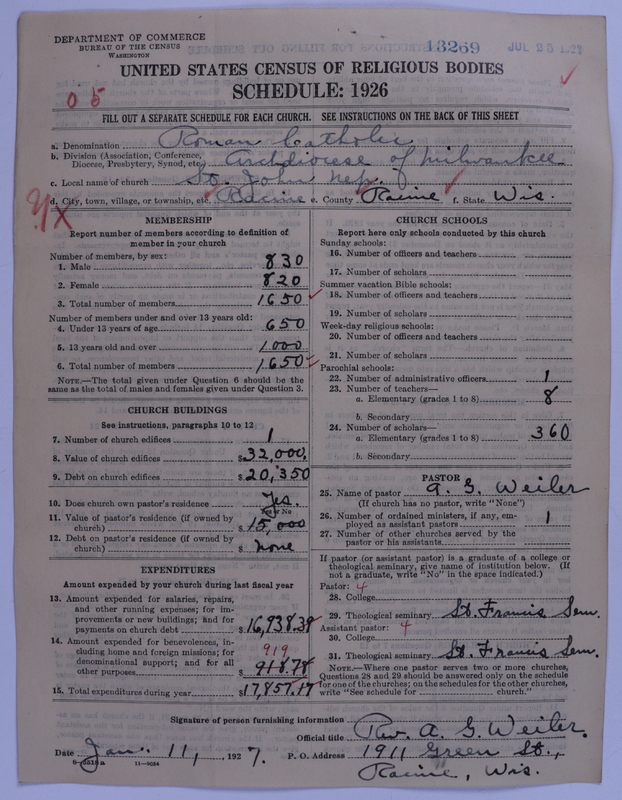 DEPARTMENT OF COMMERCE
BUREAU OF THE CENSUS
WASHINGTON
13269
JUL 25 1927
UNITED STATES CENSUS OF RELIGIOUS BODIES
SCHEDULE: 1926
0 5
FILL OUT A SEPARATE SCHEDULE FOR EACH CHURCH. SEE INSTRUCTIONS ON THE BACK OF THIS SHEET
a. Denomination Roman Catholic
b. Division (Association, Conference, Diocese, Presbytery, Synod, etc.) Archdiocese of Milwaukee
c. Local name of church St. John Nep.
d. City, town, village, or township, etc. Racine e. County Racine f. State Wis.
MEMBERSHIP
Report number of members according to definition of
member in your church
Number of members, by sex:
1. Male 830
2. Female 820
3. Total number of members 1650
Number of members under and over 13 years old:
4. Under 13 years of age 650
5. 13 years old and over 1000
6. Total number of members 1650
NOTE.—The total given under Question 6 should be
same as the total of males and females given under Question 3.
CHURCH BUILDINGS
See instructions, paragraphs 10 to 12
7. Number of church edifices 1
8. Value of church edifices $32,000.
9. Debt on church edifices $20,350
10. Does church own pastor's residence Yes.
Yes or No
11. Value of pastor's residence (if owned by
church) $15,000
12. Debt on pastor's residence (if owned by
church) $ none
EXPENDITURES
Amount expended by your church during last fiscal year
13. Amount expended for salaries, repairs,
and other running expenses; for im-
provements or new buildings; and for
payments on church debt $16,938.39
14. Amount expended for benevolences, in-
cluding home and foreign missions; for
denominational support; and for all
919
other purposes $918.78
15. Total expenditures during year $17,857.17
CHURCH SCHOOLS
Report here only schools conducted by this church
Sunday schools:
16. Number of officers and teachers
17. Number of scholars
Summer vacation Bible schools:
18. Number of officers and teachers
19. Number of scholars
Week-day religious schools:
20. Number of officers and teachers
21. Number of scholars
Parochial schools:
22. Number of administrative officers 1
23. Number of teachers—
a. Elementary (grades 1 to 8) 8
b. Secondary
24. Number of scholars—
a. Elementary (grades 1 to 8) 360
b. Secondary
PASTOR
25. Name of pastor A. G. Weiler
(If church has no pastor, write "None")
26. Number of ordained ministers, if any, em-
ployed as assistant pastors 1
27. Number of other churches served by the
pastor or his assistants
If pastor (or assistant pastor) is a graduate of a college or
theological seminary, give name of institution below. (If
not a graduate, write "No" in the space indicated.)
Pastor: 4
28. College
29. Theological seminary St. Francis Sem.
Assistant pastor: 4
30. College
31. Theological seminary St. Francis Sem.
NOTE.—Where one pastor serves two or more churches,
Questions 28 and 29 should be answered only on the schedule
for one of the churches; on the schedules for the other churches,
write "See schedule for church."
Signature of person furnishing information
Official title Rev. A. G. Weiler.
Date Jan. 11, 1927. P. O. Address 1911 Green St.,
Racine, Wis.